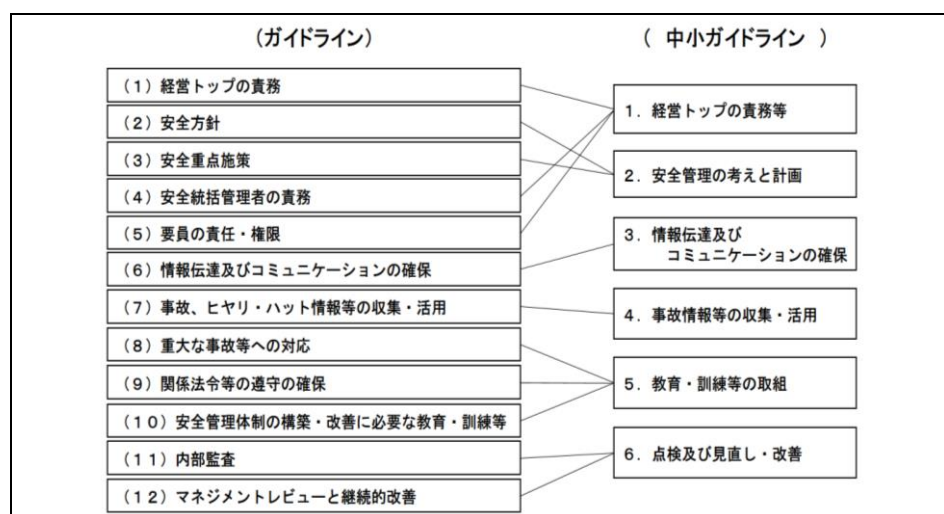 (ガイドライン)
(1)経営トップの責務
(2)安全方針
(3)安全重点施策
(4)安全統括管理者の責務
(5)要員の責任・権限
(6)情報伝達及びコミュニケーションの確保
(7)事故、ヒヤリ・ハット情報等の収集・活用
(8)重大な事故等への対応
(9)関係法令等の遵守の確保
(10)安全管理体制の構築・改善に必要な教育・訓練等
(11)内部監査
(12)マネジメントレビューと継続的改善
( 中小ガイドライン )
1.経営トップの責務等
2.安全管理の考えと計画
3.情報伝達及び
コミュニケーションの確保
4.事故情報等の収集・活用
5.教育・訓練等の取組
6.点検及び見直し・改善